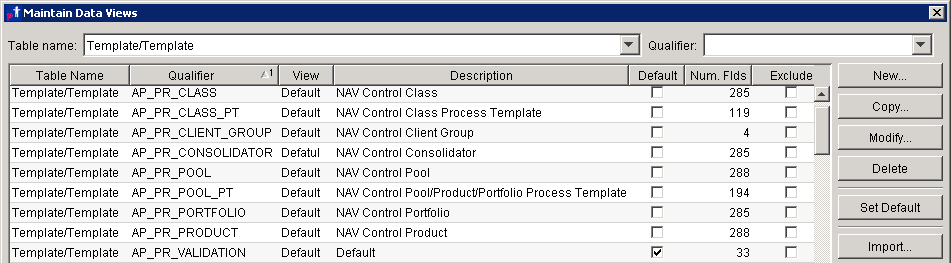 Maintain Data Views
Table name: Template/Template Qualifier:
Table Name Qualifier 1 View Description Default Num. Flds Exclude
Template/Template AP_PR_CLASS Default NAV Control Class 285
Template/Template AP_PR_CLASS_PT Default NAV Control Class Process Template 119
Template/Template AP_PR_CLIENT_GROUP Default NAV Control Client Group 4
Template/Template AP_PR_CONSOLIDATOR Defatul NAV Control Consolidator 285
Template/Template AP_PR_POOL Default NAV Control Pool 288
Template/Template AP_PR_POOL_PT Default NAV Control Pool/Product/Portfolio Process Template 194
Template/Template AP_PR_PORTFOLIO Default NAV Control Portfolio 285
Template/Template AP_PR_PRODUCT Default NAV Control Product 288
Template/Template AP_PR_VALIDATION Default Default 33
New...
Copy...
Modify...
Delete
Set Default
Import...